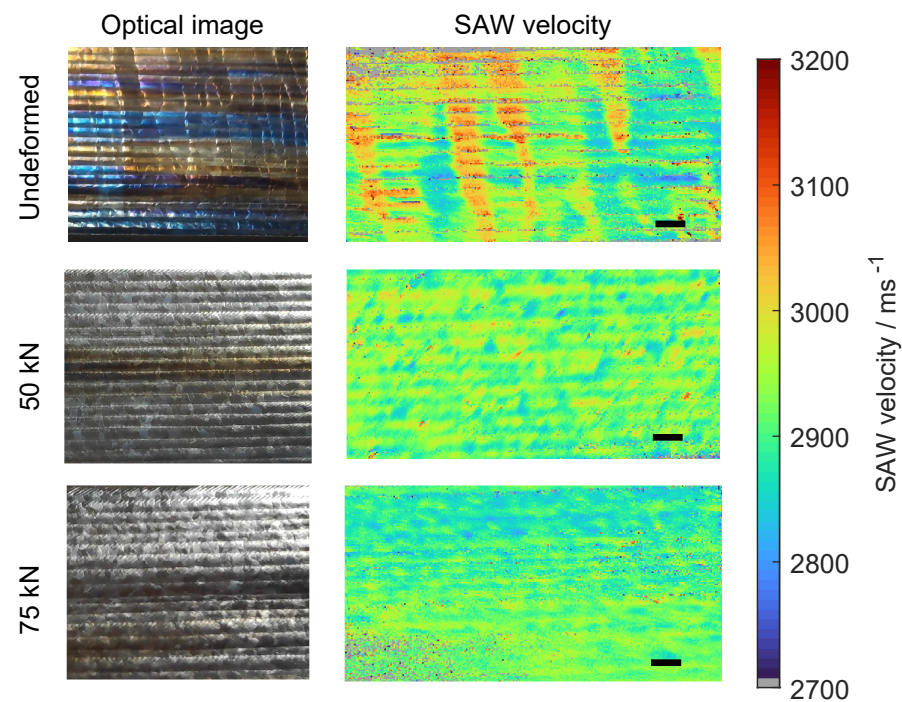 Optical image
SAW velocity
Undeformed
50 kN
75 kN
3200
3100
3000
2900
2800
2700
SAW velocity / ms⁻¹